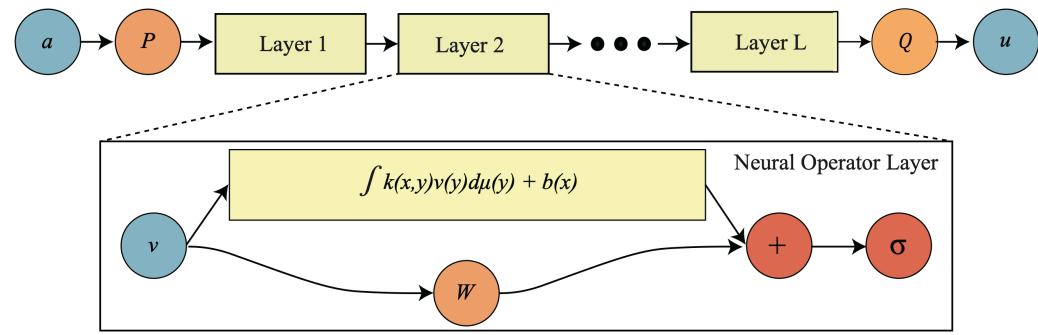 a P Layer 1 Layer 2 Layer L Q u
Neural Operator Layer
∫ k(x,y)v(y)dμ(y) + b(x)
v + σ
W